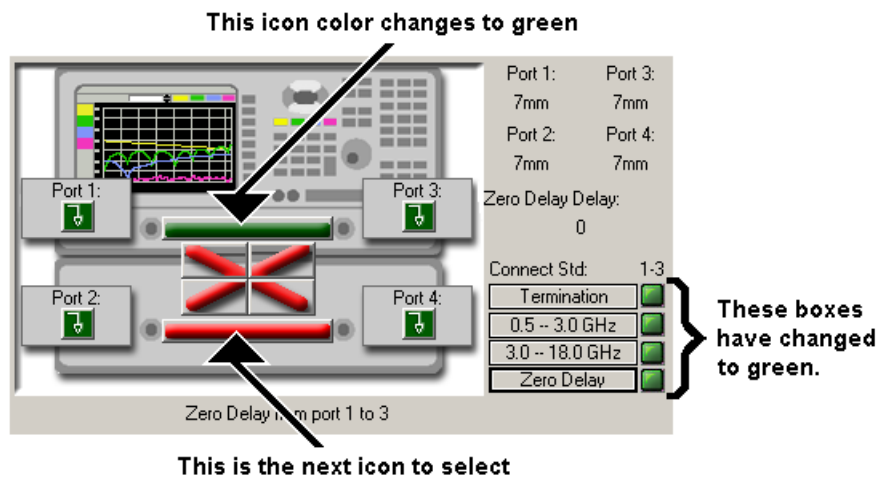 This icon color changes to green
Port 1: Port 3:
7mm 7mm
Port 2: Port 4:
7mm 7mm
Zero Delay Delay:
0
Port 1: Port 3:
Port 2: Port 4:
Connect Std: 1-3
Termination
0.5 -- 3.0 GHz
3.0 -- 18.0 GHz
Zero Delay
These boxes
have changed
to green.
Zero Delay port 1 to 3
This is the next icon to select